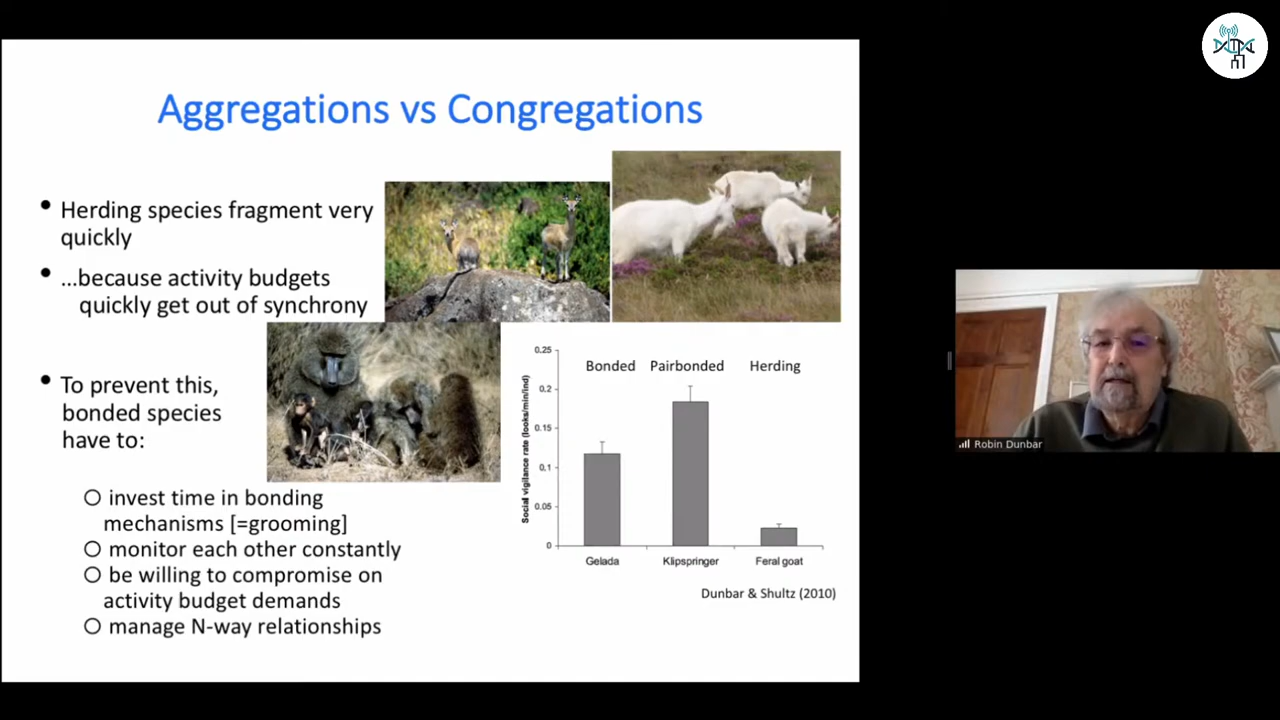 Aggregations vs Congregations
• Herding species fragment very
quickly
• ...because activity budgets
quickly get out of synchrony
• To prevent this,
bonded species
have to:
○ invest time in bonding
mechanisms [=grooming]
○ monitor each other constantly
○ be willing to compromise on
activity budget demands
○ manage N-way relationships
Social vigilance rate (looks/min/ind)
0.25
0.2
0.15
0.1
0.05
0
Bonded Pairbonded Herding
Gelada Klipspringer Feral goat
Dunbar & Shultz (2010)
Robin Dunbar